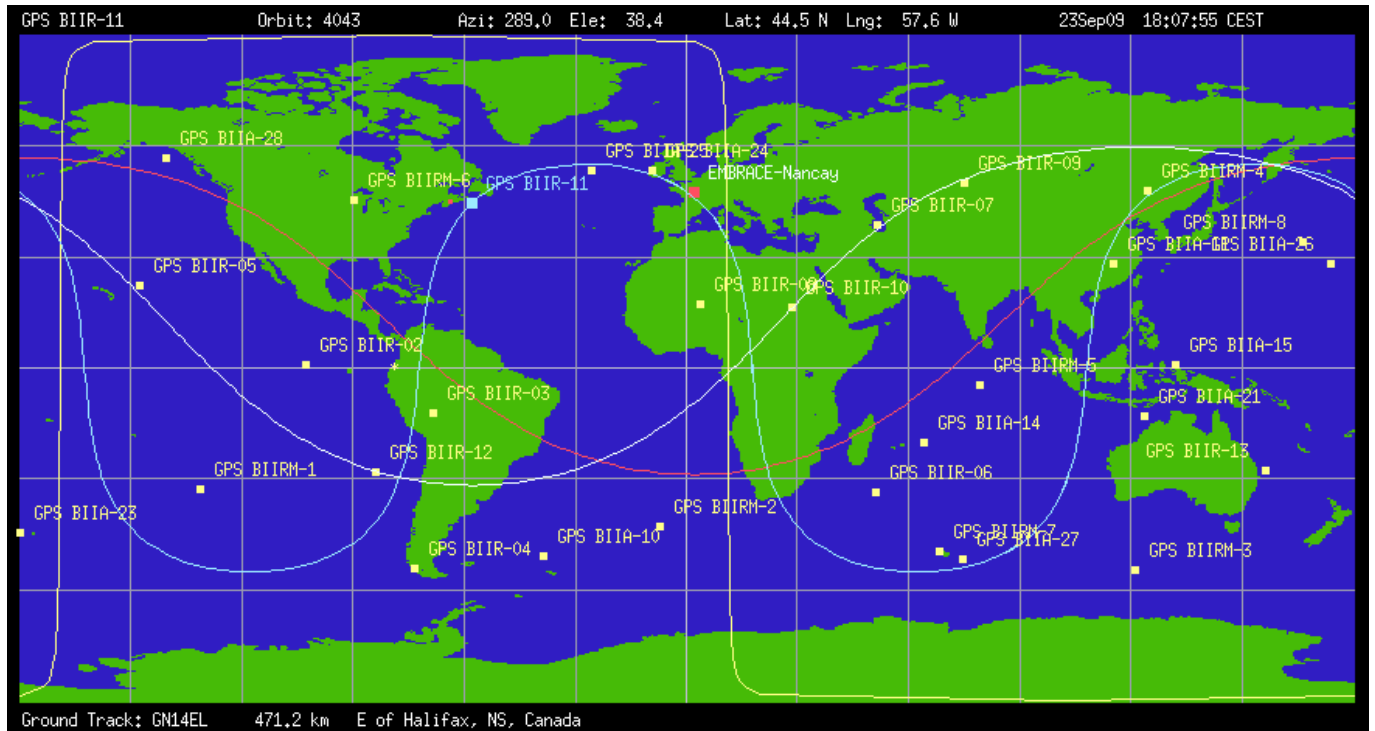 GPS BIIR-11 Orbit: 4043 Azi: 289.0 Ele: 38.4 Lat: 44.5 N Lng: 57.6 W 23Sep09 18:07:55 CEST
GPS BIIA-28
GPS BIIA-24
GPS BIIR-09
EMBRACE-Nancay
GPS BIIRM-4
GPS BIIRM-6
GPS BIIR-11
GPS BIIR-07
GPS BIIRM-8
GPS BIIA-26
GPS BIIR-05
GPS BIIR-10
GPS BIIR-02
GPS BIIA-15
GPS BIIRM-5
GPS BIIR-03
GPS BIIA-21
GPS BIIA-14
GPS BIIR-12
GPS BIIR-13
GPS BIIRM-1
GPS BIIR-06
GPS BIIA-23
GPS BIIRM-2
GPS BIIA-10
GPS BIIRM-7
GPS BIIA-27
GPS BIIR-04
GPS BIIRM-3
Ground Track: GN14EL 471.2 km E of Halifax, NS, Canada